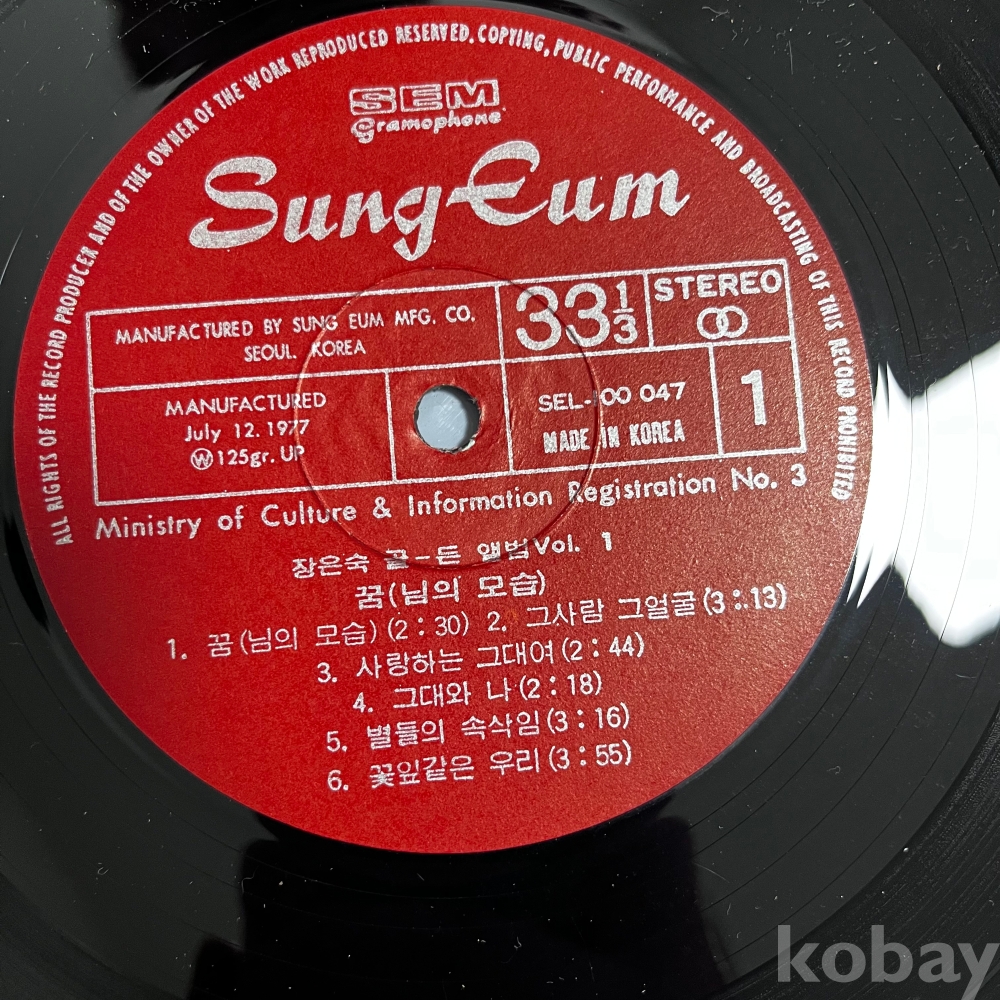 ALL RIGHTS OF THE RECORD PRODUCER AND OF THE OWNER OF THE WORK REPRODUCED RESERVED. COPYING, PUBLIC PERFORMANCE AND BROADCASTING OF THIS RECORD PROHIBITED
SEM
Gramophone
Sung Eum
MANUFACTURED BY SUNG EUM MFG. CO.
SEOUL. KOREA
33 1/3
STEREO
MANUFACTURED
July 12. 1977
Ⓦ 125gr. UP
SEL-100 047
MADE IN KOREA
1
Ministry of Culture & Information Registration No. 3
장은숙 골-든 앨범 Vol. 1
꿈(님의 모습)
1. 꿈(님의 모습)(2:30) 2. 그사람 그얼굴(3:13)
3. 사랑하는 그대여(2:44)
4. 그대와 나(2:18)
5. 별들의 속삭임(3:16)
6. 꽃잎같은 우리(3:55)
kobay